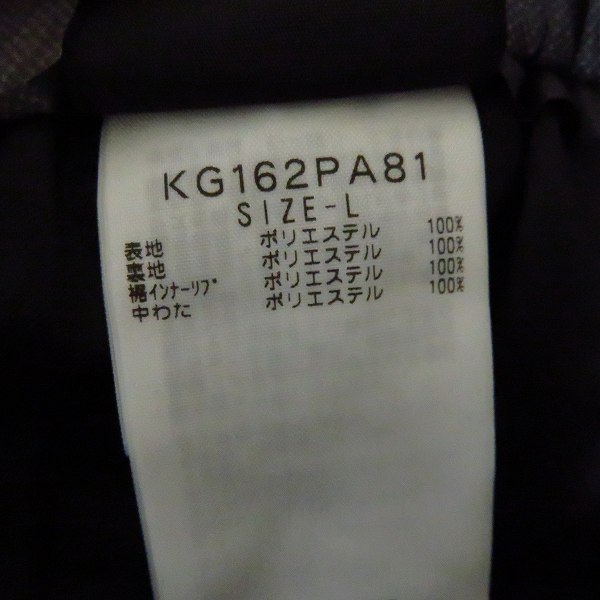 KG162PA81
SIZE-L
表地 ポリエステル 100%
裏地 ポリエステル 100%
裾インナーリブ ポリエステル 100%
中わた ポリエステル 100%